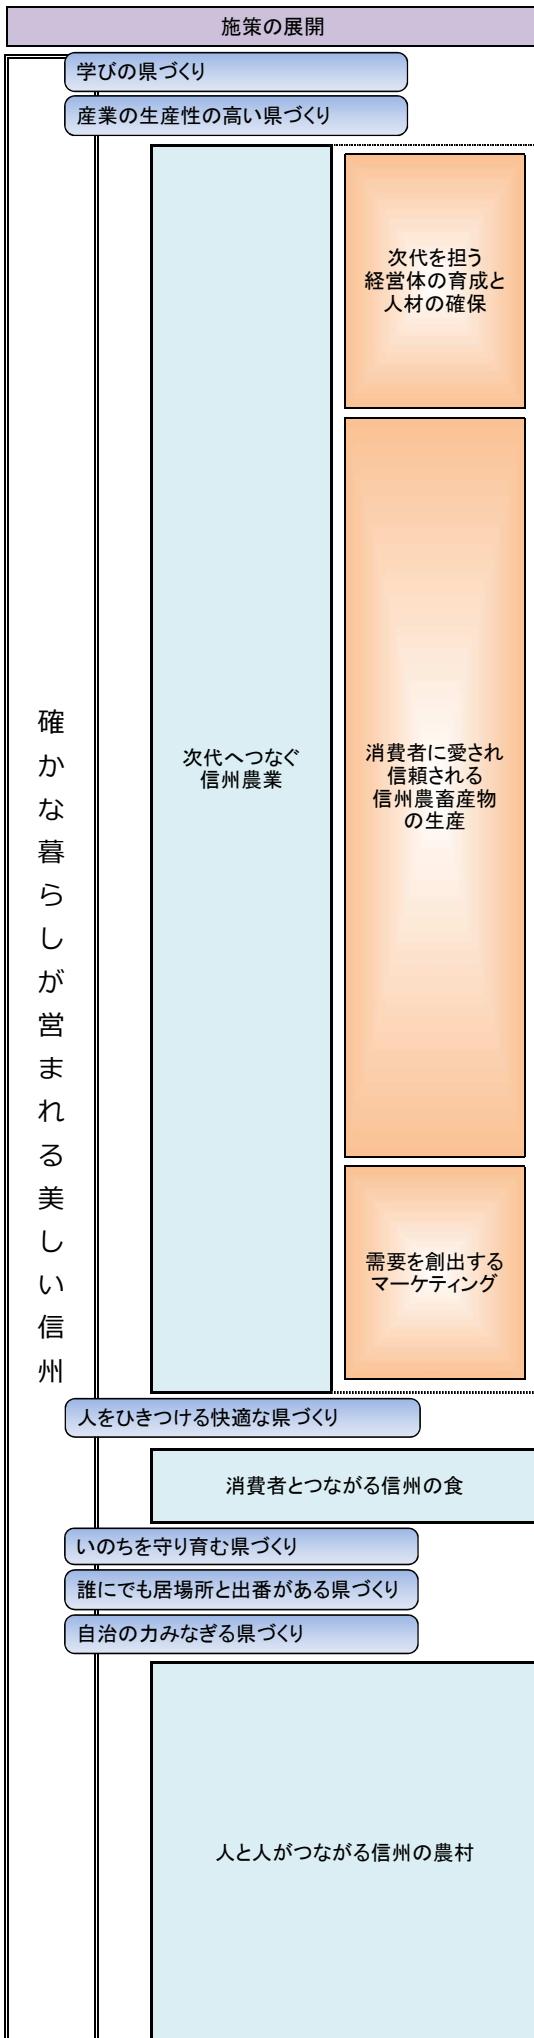 施策の展開
学びの県づくり
産業の生産性の高い県づくり
次代を担う
経営体の育成と
人材の確保
確かな暮らしが営まれる美しい信州
次代へつなぐ
信州農業
消費者に愛され
信頼される
信州農畜産物
の生産
需要を創出する
マーケティング
人をひきつける快適な県づくり
消費者とつながる信州の食
いのちを守り育む県づくり
誰にでも居場所と出番がある県づくり
自治の力みなぎる県づくり
人と人がつながる信州の農村